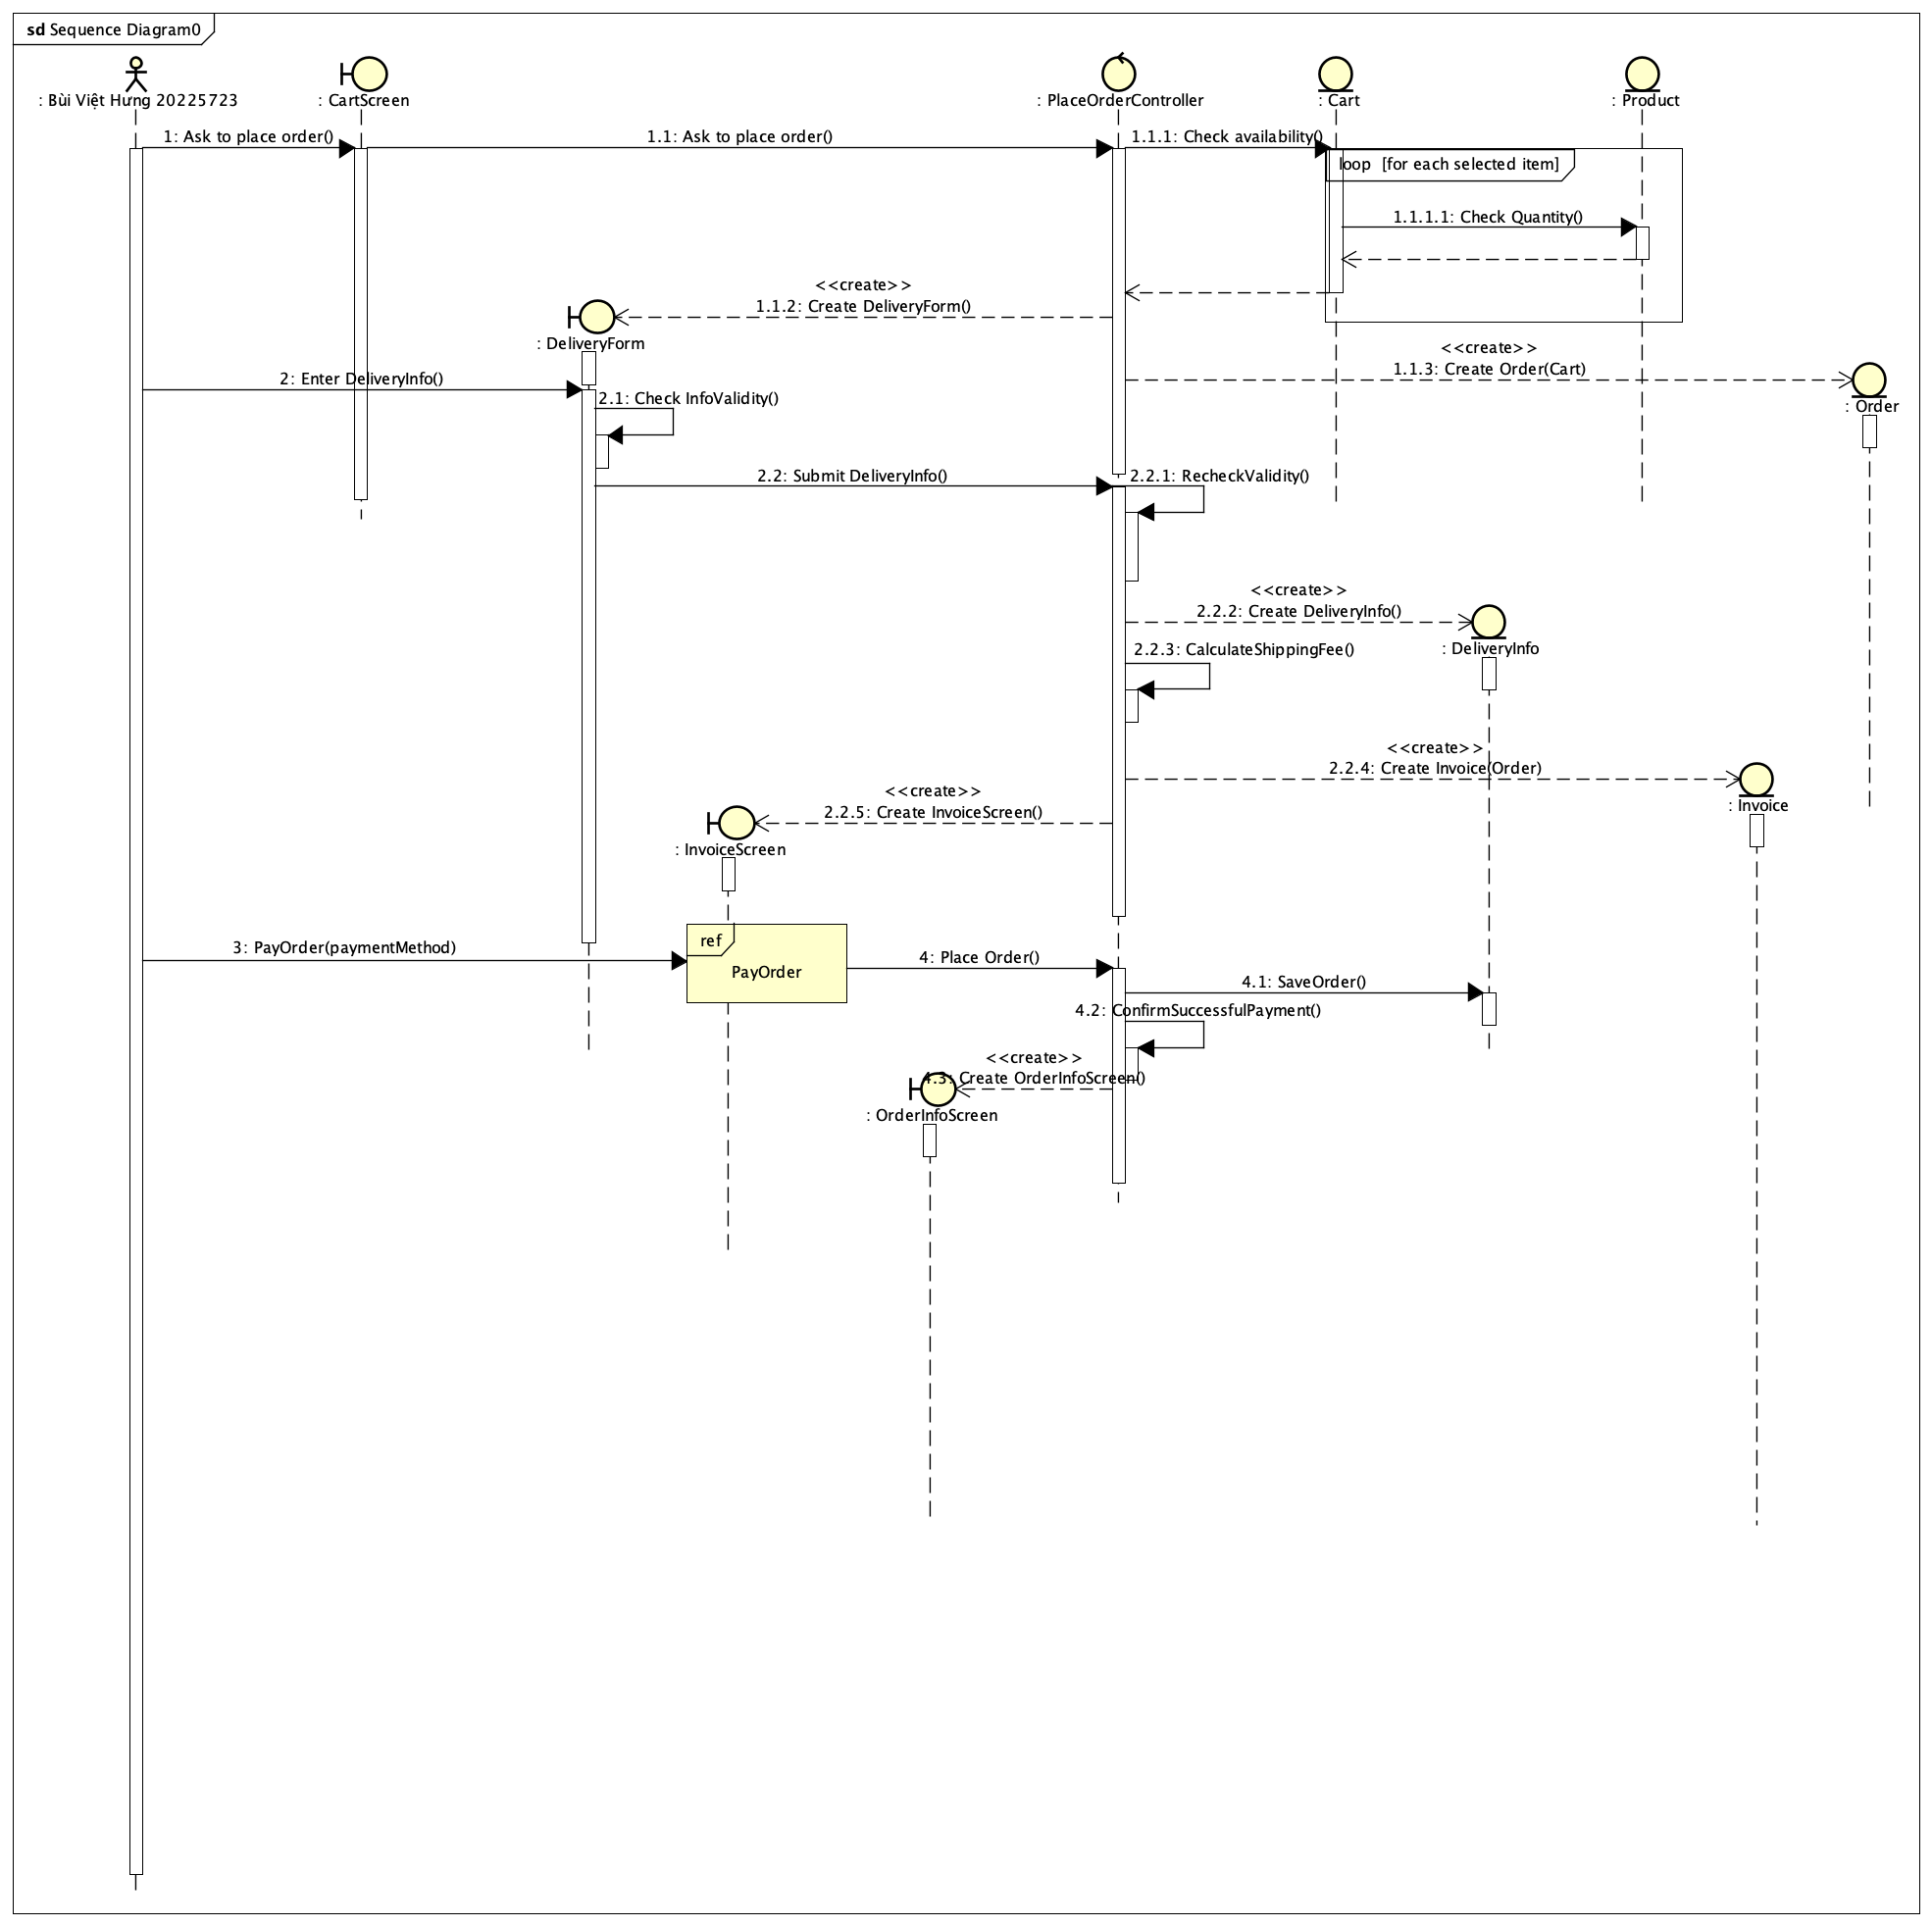 sd Sequence Diagram0
: Bùi Việt Hưng 20225723
: CartScreen
: PlaceOrderController
: Cart
: Product
1: Ask to place order()
1.1: Ask to place order()
1.1.1: Check availability()
loop [for each selected item]
1.1.1.1: Check Quantity()
<<create>>
1.1.2: Create DeliveryForm()
: DeliveryForm
<<create>>
1.1.3: Create Order(Cart)
: Order
2: Enter DeliveryInfo()
2.1: Check InfoValidity()
2.2: Submit DeliveryInfo()
2.2.1: RecheckValidity()
<<create>>
2.2.2: Create DeliveryInfo()
: DeliveryInfo
2.2.3: CalculateShippingFee()
<<create>>
2.2.4: Create Invoice(Order)
: Invoice
<<create>>
2.2.5: Create InvoiceScreen()
: InvoiceScreen
ref
PayOrder
3: PayOrder(paymentMethod)
4: Place Order()
4.1: SaveOrder()
4.2: ConfirmSuccessfulPayment()
<<create>>
4.3: Create OrderInfoScreen()
: OrderInfoScreen